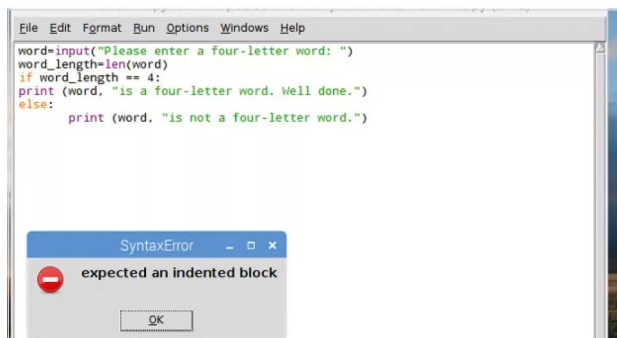 File Edit Format Run Options Windows Help
word=input("Please enter a four-letter word: ")
word_length=len(word)
if word_length == 4:
print (word, "is a four-letter word. Well done.")
else:
        print (word, "is not a four-letter word.")
SyntaxError
expected an indented block
OK